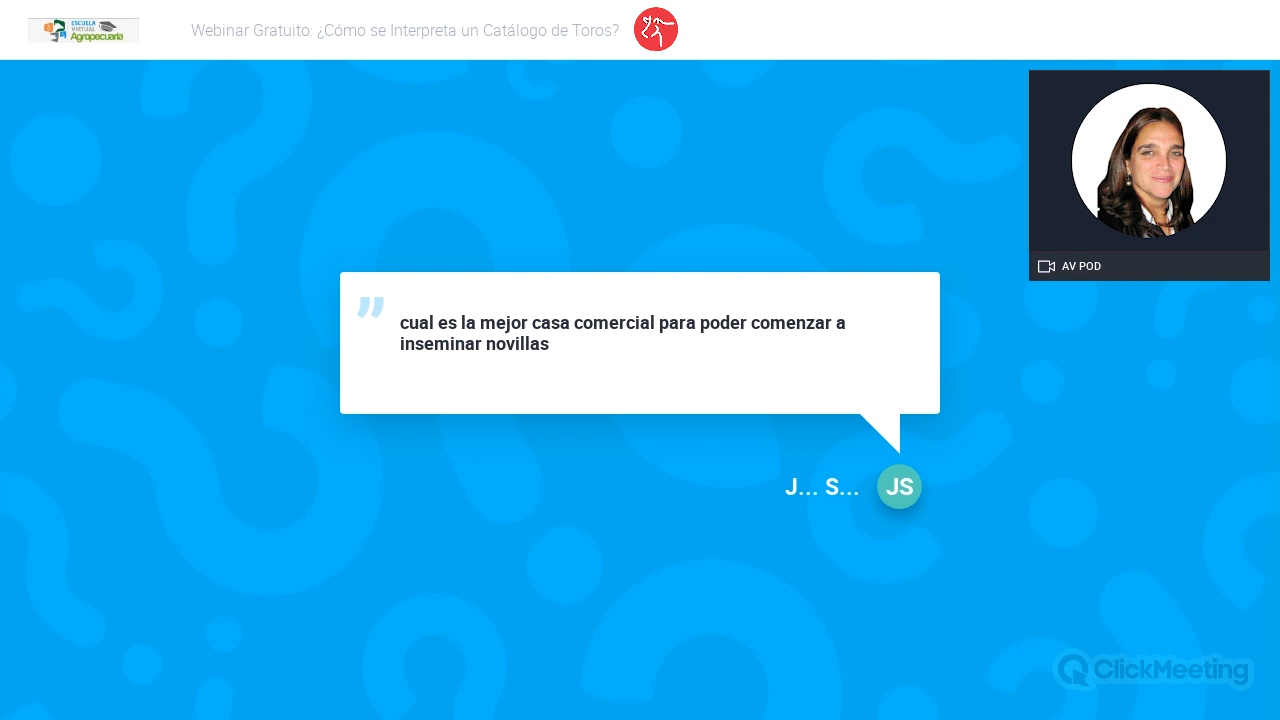 ESCUELA
VIRTUAL
Agropecuaria
Webinar Gratuito: ¿Cómo se Interpreta un Catálogo de Toros?
AV POD
cual es la mejor casa comercial para poder comenzar a
inseminar novillas
J... S...
JS
ClickMeeting